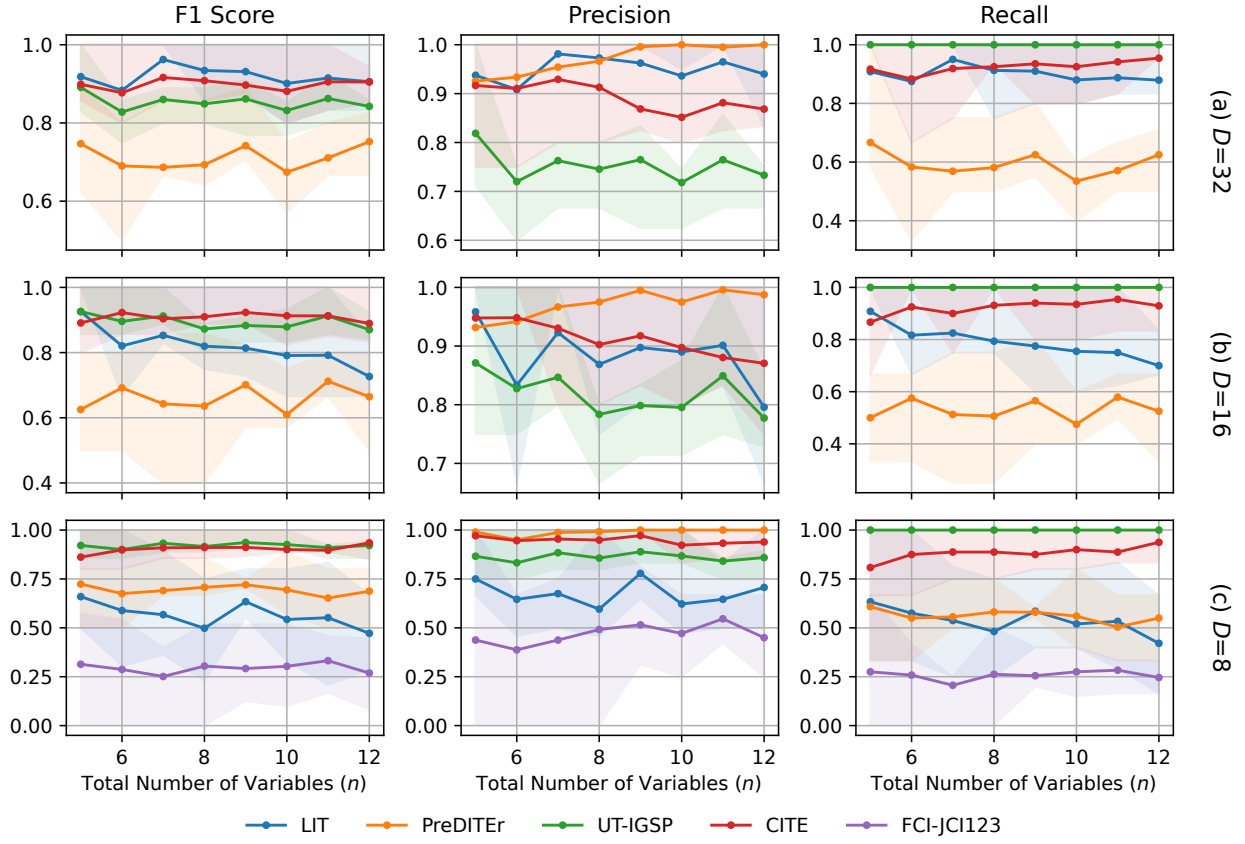 F1 Score Precision Recall
1.0 1.0 1.0
0.9
0.8 0.8 0.8
0.7 0.6
0.6 0.6 0.4
(a) D=32
1.0 1.0 1.0
0.8 0.9 0.8
0.6 0.8 0.6
0.4 0.7 0.4
(b) D=16
1.00 1.00 1.00
0.75 0.75 0.75
0.50 0.50 0.50
0.25 0.25 0.25
0.00 0.00 0.00
(c) D=8
6 8 10 12 6 8 10 12 6 8 10 12
Total Number of Variables (n) Total Number of Variables (n) Total Number of Variables (n)
LIT PreDITEr UT-IGSP CITE FCI-JCI123